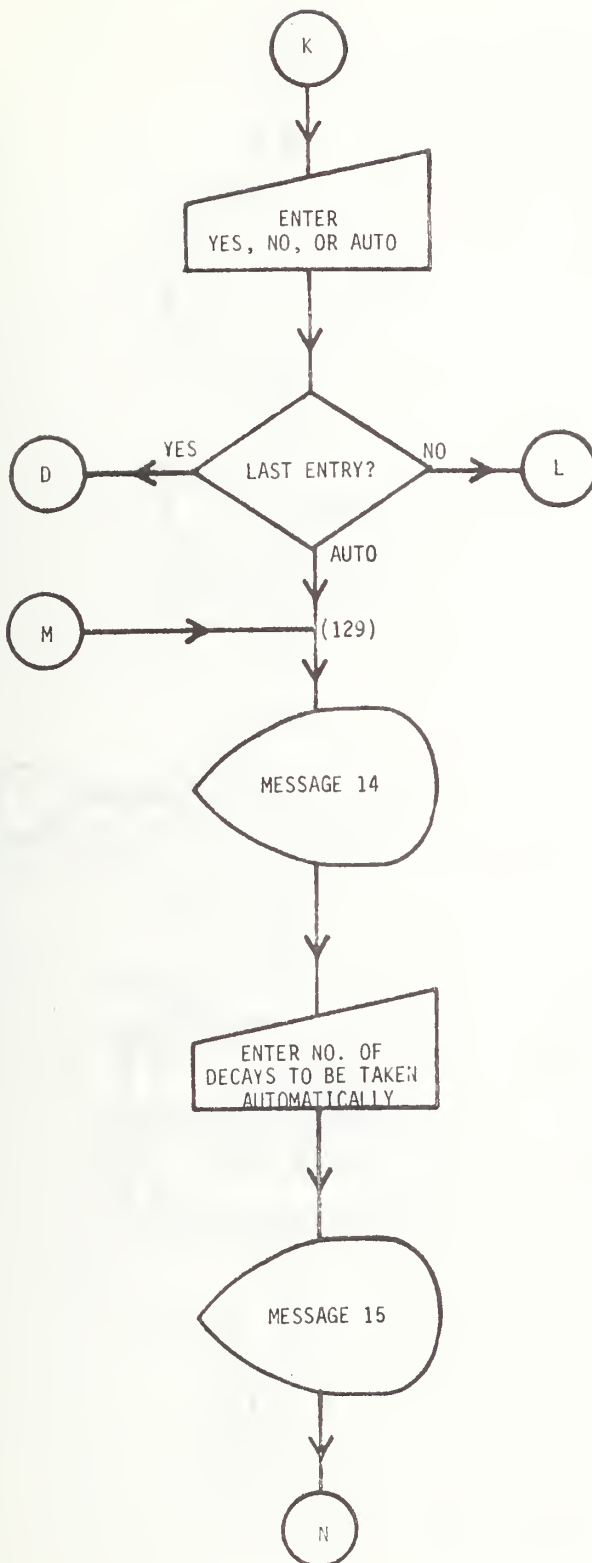 K
ENTER
YES, NO, OR AUTO
YES
NO
D
LAST ENTRY?
L
AUTO
M
(129)
MESSAGE 14
ENTER NO. OF
DECAYS TO BE TAKEN
AUTOMATICALLY
MESSAGE 15
N